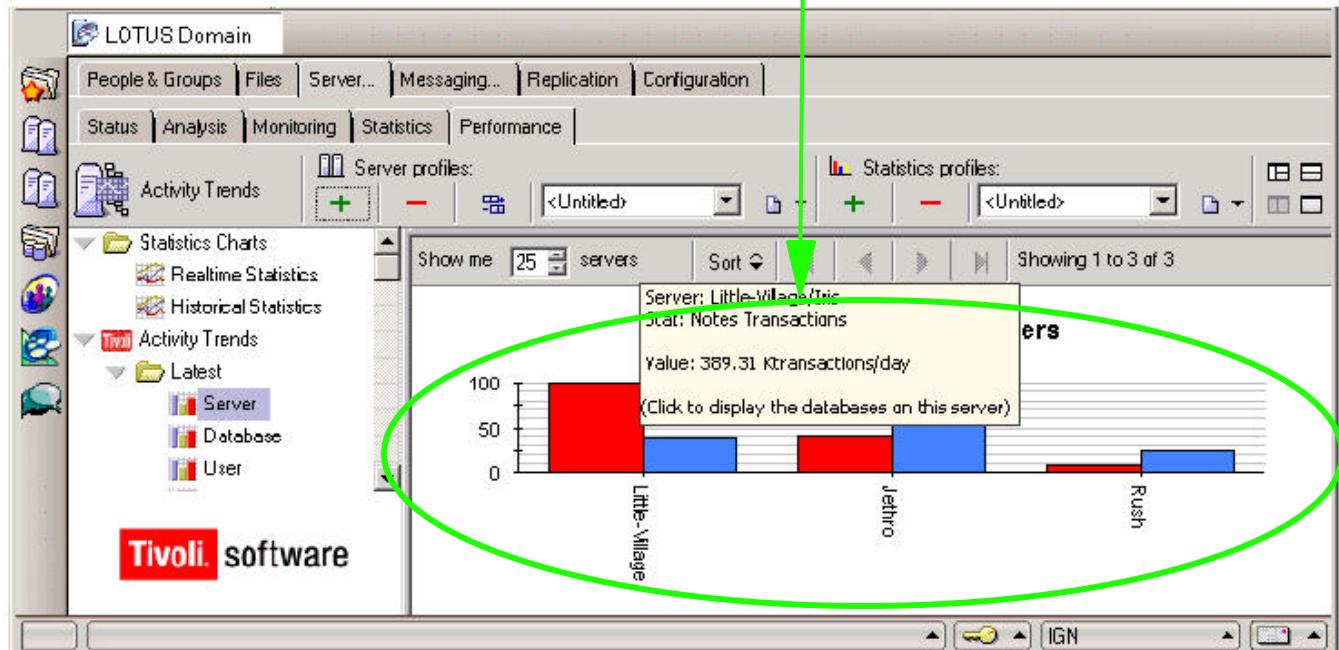 LOTUS Domain
People & Groups Files Server... Messaging... Replication Configuration
Status Analysis Monitoring Statistics Performance
Activity Trends
Server profiles:
<Untitled>
Statistics profiles:
<Untitled>
Statistics Charts
Realtime Statistics
Historical Statistics
Tivoli Activity Trends
Latest
Server
Database
User
Tivoli. software
Show me 25 servers Sort Showing 1 to 3 of 3
Server: Little-Village/Iris
Stat: Notes Transactions
Value: 389.31 Ktransactions/day
(Click to display the databases on this server)
ers
100
50
0
Little-Village
Jethro
Rush
IGN